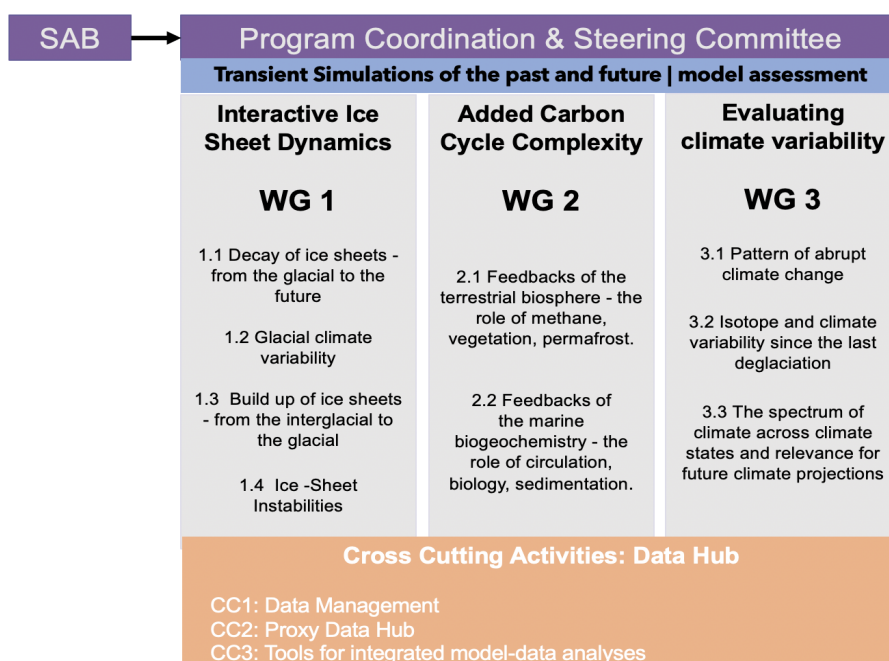 SAB
Program Coordination & Steering Committee
Transient Simulations of the past and future | model assessment
Interactive Ice
Sheet Dynamics
WG 1
1.1 Decay of ice sheets -
from the glacial to the
future
1.2 Glacial climate
variability
1.3 Build up of ice sheets
- from the interglacial to
the glacial
1.4 Ice -Sheet
Instabilities
Added Carbon
Cycle Complexity
WG 2
2.1 Feedbacks of the
terrestrial biosphere - the
role of methane,
vegetation, permafrost.
2.2 Feedbacks of
the marine
biogeochemistry - the
role of circulation,
biology, sedimentation.
Evaluating
climate variability
WG 3
3.1 Pattern of abrupt
climate change
3.2 Isotope and climate
variability since the last
deglaciation
3.3 The spectrum of
climate across climate
states and relevance for
future climate projections
Cross Cutting Activities: Data Hub
CC1: Data Management
CC2: Proxy Data Hub
CC3: Tools for integrated model-data analyses